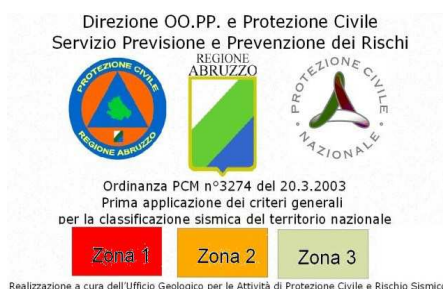 Direzione OO.PP. e Protezione Civile
Servizio Previsione e Prevenzione dei Rischi
PROTEZIONE CIVILE
REGIONE ABRUZZO
REGIONE
ABRUZZO
PROTEZIONE CIVILE
NAZIONALE
Ordinanza PCM n°3274 del 20.3.2003
Prima applicazione dei criteri generali
per la classificazione sismica del territorio nazionale
Zona 1
Zona 2
Zona 3
Realizzazione a cura dell'Ufficio Geologico per le Attività di Protezione Civile e Rischio Sismico